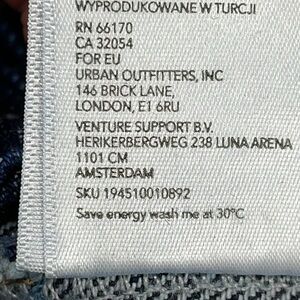 WYPRODUKOWANE W TURCJI
RN 66170
CA 32054
FOR EU
URBAN OUTFITTERS, INC
146 BRICK LANE,
LONDON, E1 6RU
VENTURE SUPPORT B.V.
HERIKERBERGWEG 238 LUNA ARENA
1101 CM
AMSTERDAM
SKU 194510010892
Save energy wash me at 30°C